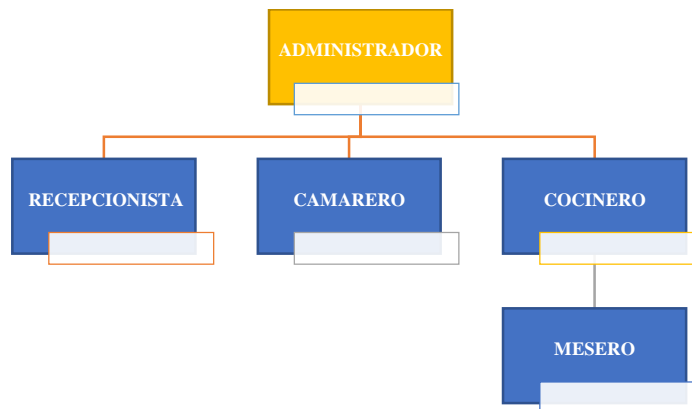 ADMINISTRADOR
RECEPCIONISTA
CAMARERO
COCINERO
MESERO